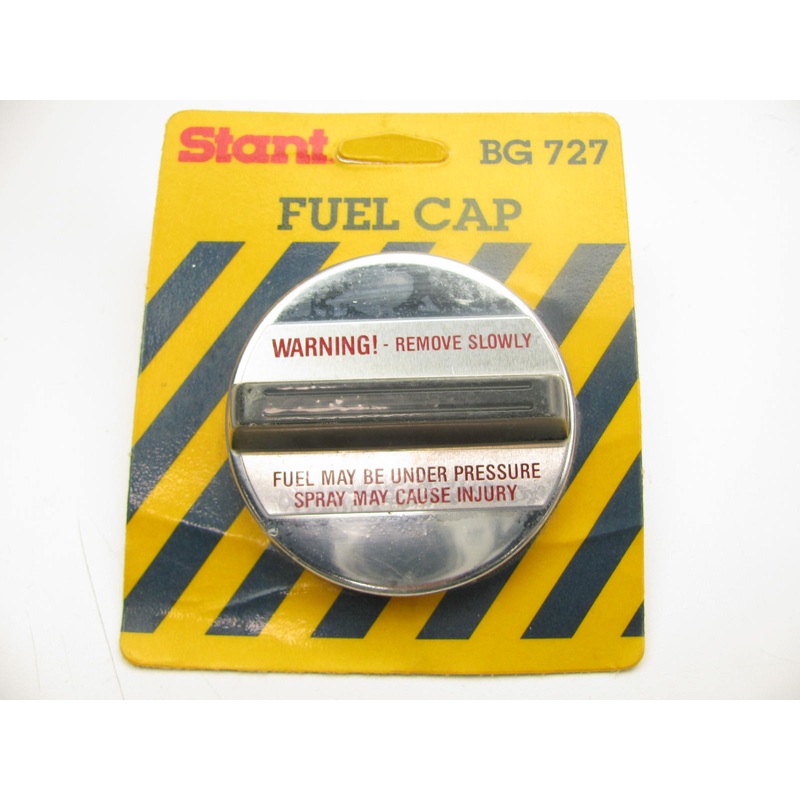 Stant.
BG 727
FUEL CAP
WARNING! - REMOVE SLOWLY
FUEL MAY BE UNDER PRESSURE
SPRAY MAY CAUSE INJURY